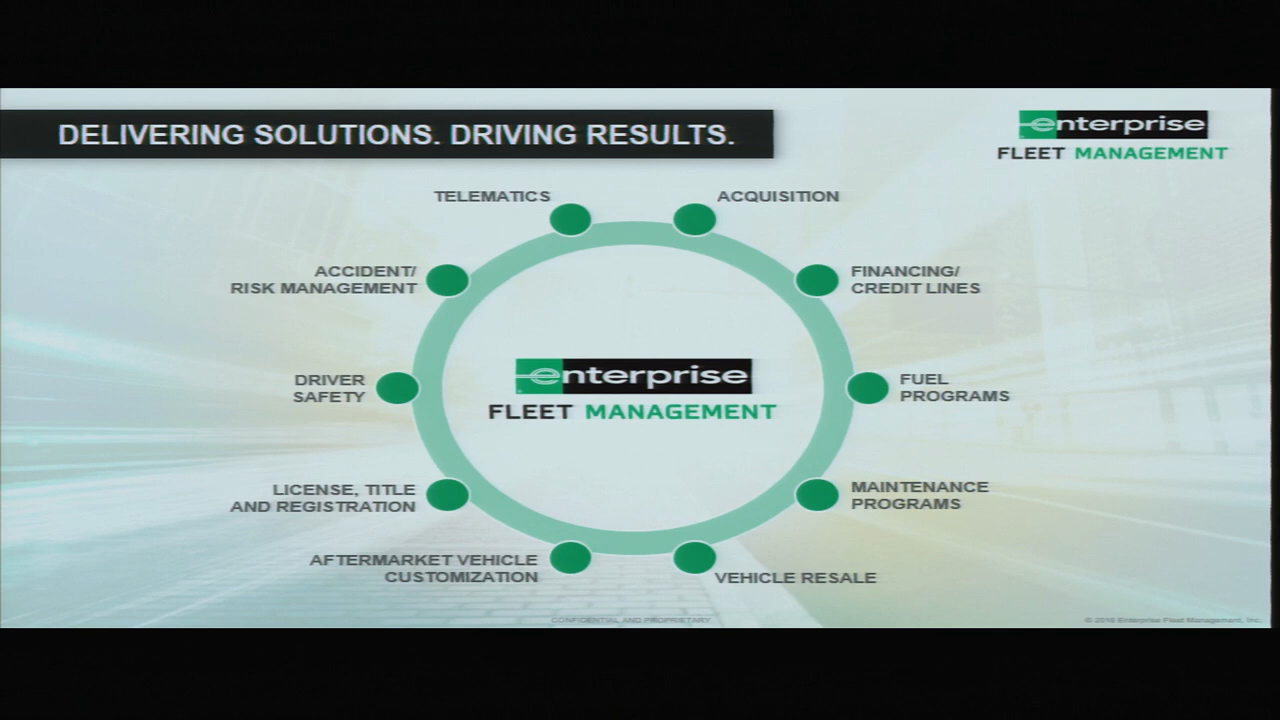 DELIVERING SOLUTIONS. DRIVING RESULTS.
enterprise
FLEET MANAGEMENT
TELEMATICS
ACQUISITION
ACCIDENT/
RISK MANAGEMENT
FINANCING/
CREDIT LINES
DRIVER
SAFETY
enterprise
FLEET MANAGEMENT
FUEL
PROGRAMS
LICENSE, TITLE
AND REGISTRATION
MAINTENANCE
PROGRAMS
AFTERMARKET VEHICLE
CUSTOMIZATION
VEHICLE RESALE
CONFIDENTIAL AND PROPRIETARY
© 2016 Enterprise Fleet Management, Inc.